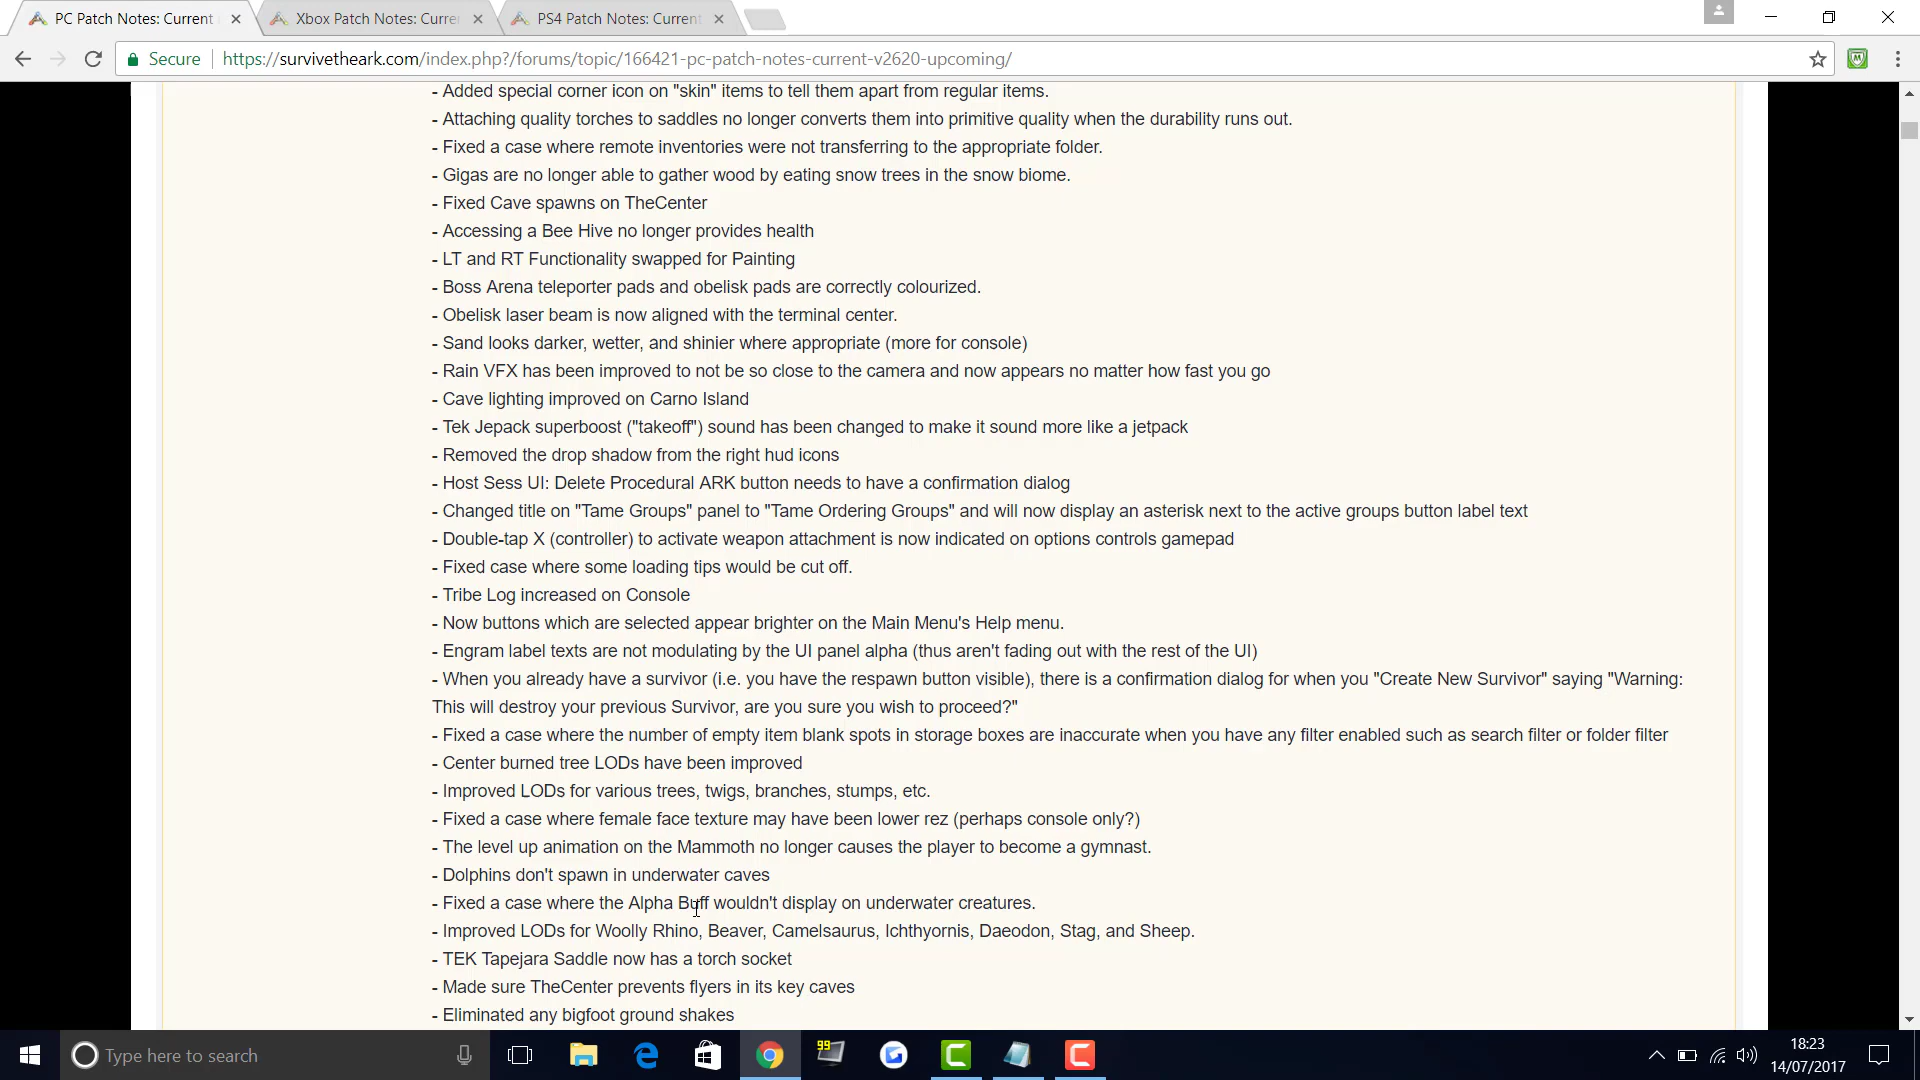 PC Patch Notes: Current
Xbox Patch Notes: Curre
PS4 Patch Notes: Current
Secure
https://survivetheark.com/index.php?/forums/topic/166421-pc-patch-notes-current-v2620-upcoming/
- Added special corner icon on "skin" items to tell them apart from regular items.
- Attaching quality torches to saddles no longer converts them into primitive quality when the durability runs out.
- Fixed a case where remote inventories were not transferring to the appropriate folder.
- Gigas are no longer able to gather wood by eating snow trees in the snow biome.
- Fixed Cave spawns on TheCenter
- Accessing a Bee Hive no longer provides health
- LT and RT Functionality swapped for Painting
- Boss Arena teleporter pads and obelisk pads are correctly colourized.
- Obelisk laser beam is now aligned with the terminal center.
- Sand looks darker, wetter, and shinier where appropriate (more for console)
- Rain VFX has been improved to not be so close to the camera and now appears no matter how fast you go
- Cave lighting improved on Carno Island
- Tek Jepack superboost ("takeoff") sound has been changed to make it sound more like a jetpack
- Removed the drop shadow from the right hud icons
- Host Sess UI: Delete Procedural ARK button needs to have a confirmation dialog
- Changed title on "Tame Groups" panel to "Tame Ordering Groups" and will now display an asterisk next to the active groups button label text
- Double-tap X (controller) to activate weapon attachment is now indicated on options controls gamepad
- Fixed case where some loading tips would be cut off.
- Tribe Log increased on Console
- Now buttons which are selected appear brighter on the Main Menu's Help menu.
- Engram label texts are not modulating by the UI panel alpha (thus aren't fading out with the rest of the UI)
- When you already have a survivor (i.e. you have the respawn button visible), there is a confirmation dialog for when you "Create New Survivor" saying "Warning:
This will destroy your previous Survivor, are you sure you wish to proceed?"
- Fixed a case where the number of empty item blank spots in storage boxes are inaccurate when you have any filter enabled such as search filter or folder filter
- Center burned tree LODs have been improved
- Improved LODs for various trees, twigs, branches, stumps, etc.
- Fixed a case where female face texture may have been lower rez (perhaps console only?)
- The level up animation on the Mammoth no longer causes the player to become a gymnast.
- Dolphins don't spawn in underwater caves
- Fixed a case where the Alpha Buff wouldn't display on underwater creatures.
- Improved LODs for Woolly Rhino, Beaver, Camelsaurus, Ichthyornis, Daeodon, Stag, and Sheep.
- TEK Tapejara Saddle now has a torch socket
- Made sure TheCenter prevents flyers in its key caves
- Eliminated any bigfoot ground shakes
Type here to search
99
18:23
14/07/2017